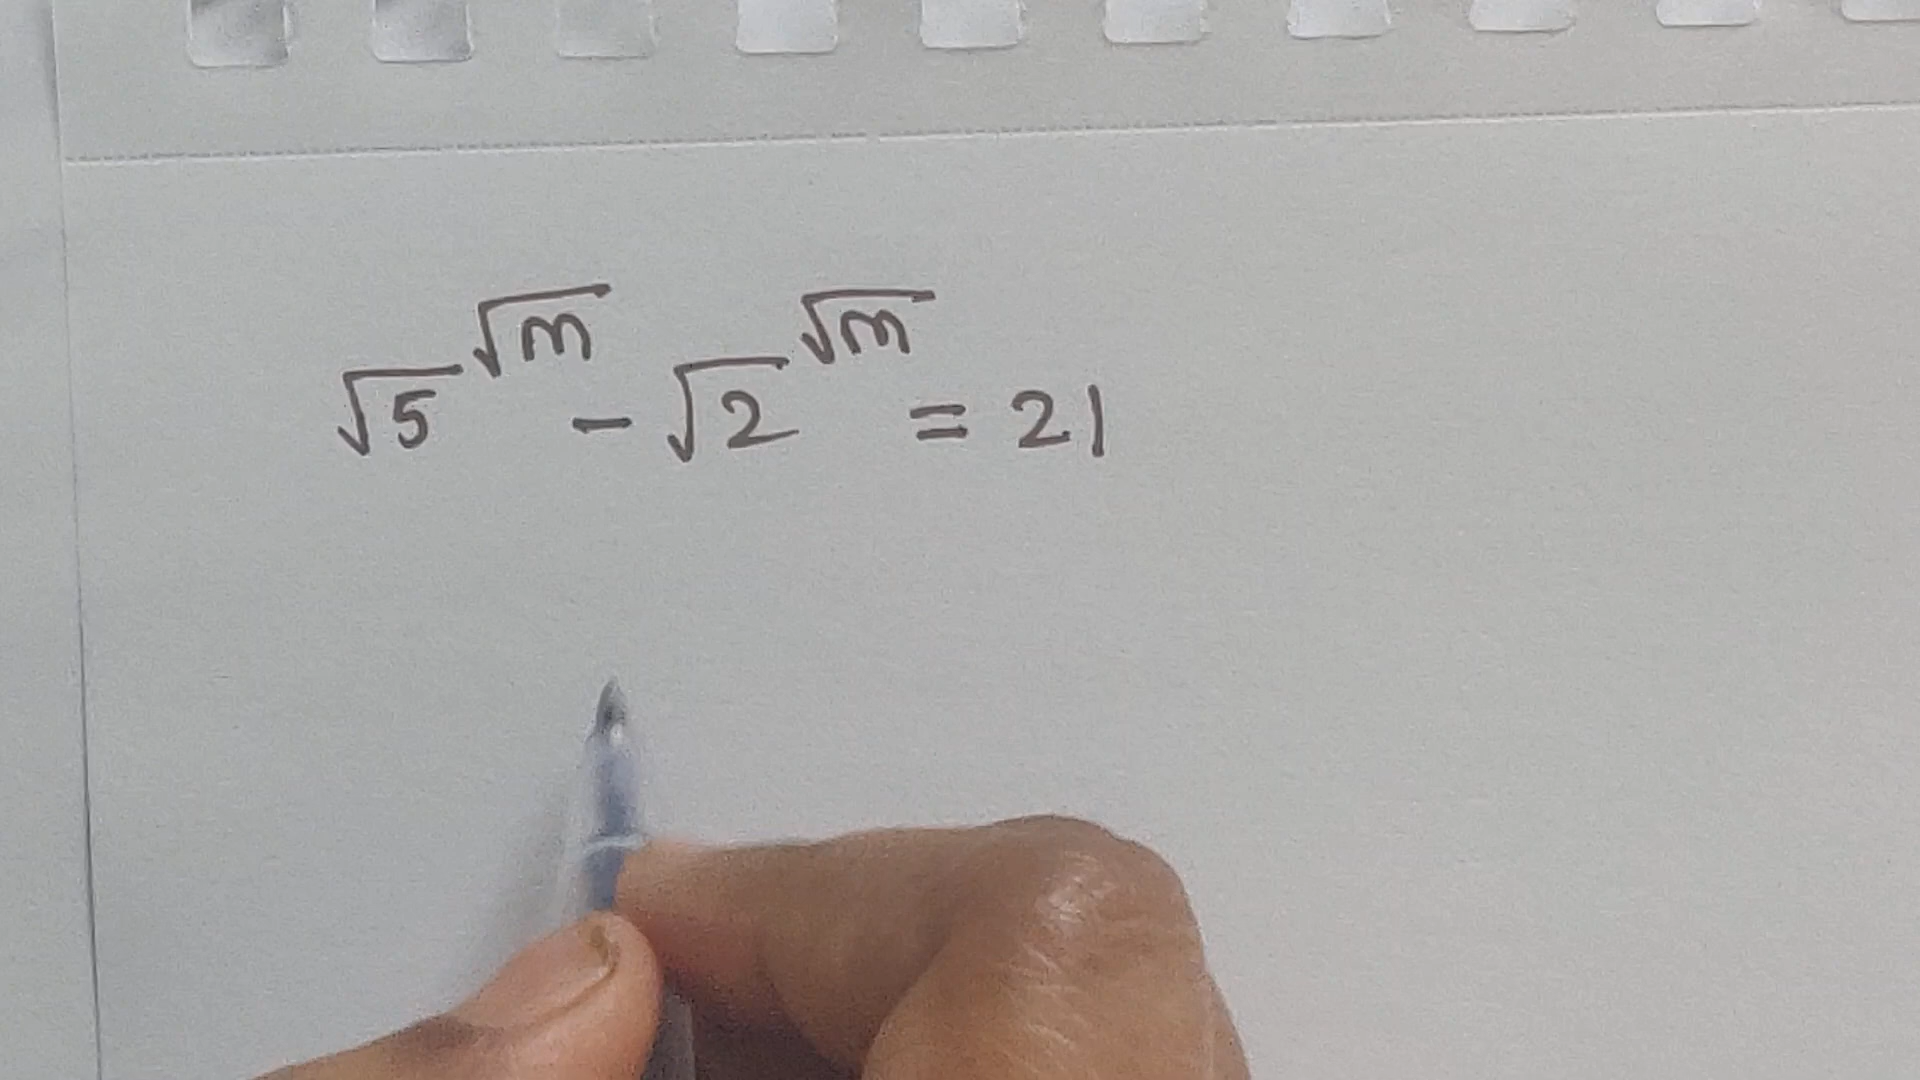 √5^√m - √2^√m = 21